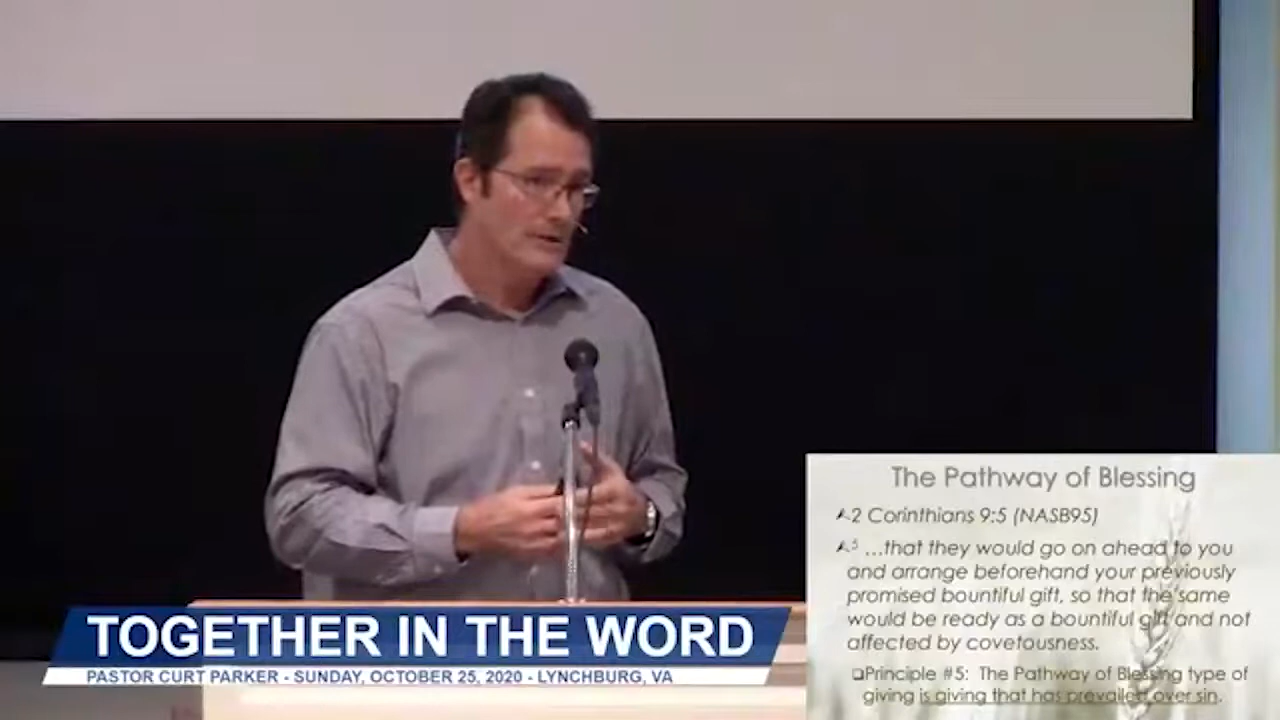 The Pathway of Blessing
2 Corinthians 9:5 (NASB95)
5 ...that they would go on ahead to you
and arrange beforehand your previously
promised bountiful gift, so that the same
would be ready as a bountiful gift and not
affected by covetousness.
Principle #5: The Pathway of Blessing type of
giving is giving that has prevailed over sin.
TOGETHER IN THE WORD
PASTOR CURT PARKER - SUNDAY, OCTOBER 25, 2020 - LYNCHBURG, VA